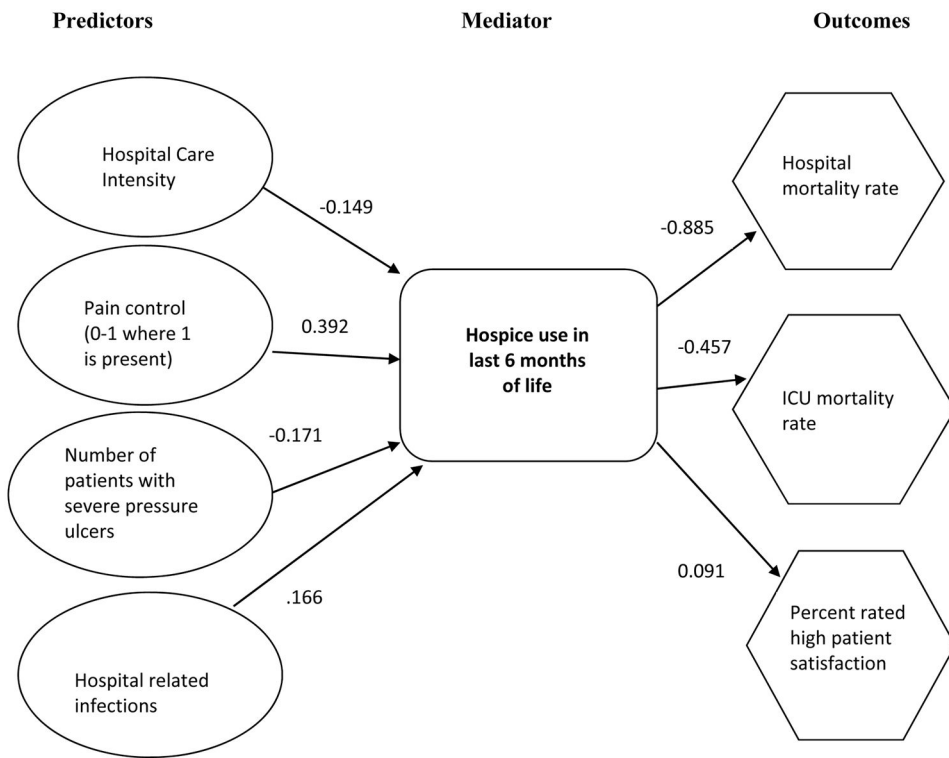 Predictors
Mediator
Outcomes
Hospital Care
Intensity
-0.149
Pain control
(0-1 where 1
is present)
0.392
Number of
patients with
severe pressure
ulcers
-0.171
Hospital related
infections
.166
Hospice use in
last 6 months
of life
-0.885
Hospital
mortality rate
-0.457
ICU mortality
rate
0.091
Percent rated
high patient
satisfaction